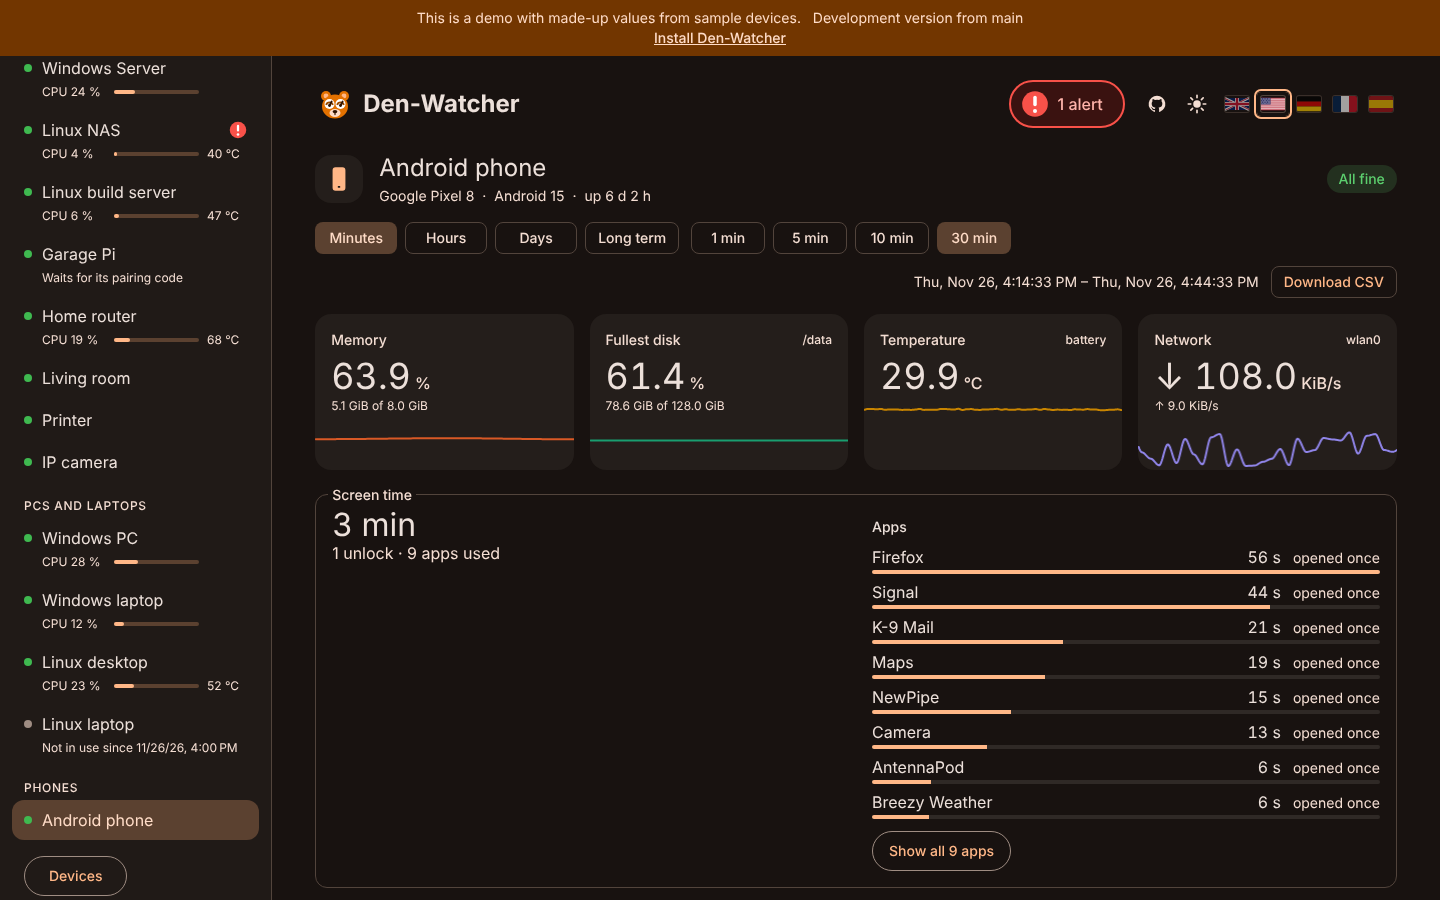 This is a demo with made-up values from sample devices. Development version from main
Install Den-Watcher
Windows Server
CPU 24 %
Linux NAS
CPU 4 % 40 °C
Linux build server
CPU 6 % 47 °C
Garage Pi
Waits for its pairing code
Home router
CPU 19 % 68 °C
Living room
Printer
IP camera
PCS AND LAPTOPS
Windows PC
CPU 28 %
Windows laptop
CPU 12 %
Linux desktop
CPU 23 % 52 °C
Linux laptop
Not in use since 11/26/26, 4:00 PM
PHONES
Android phone
Devices
Den-Watcher
1 alert
Android phone
Google Pixel 8 · Android 15 · up 6 d 2 h
All fine
Minutes Hours Days Long term 1 min 5 min 10 min 30 min
Thu, Nov 26, 4:14:33 PM – Thu, Nov 26, 4:44:33 PM Download CSV
Memory
63.9 %
5.1 GiB of 8.0 GiB
Fullest disk /data
61.4 %
78.6 GiB of 128.0 GiB
Temperature battery
29.9 °C
Network wlan0
↓ 108.0 KiB/s
↑ 9.0 KiB/s
Screen time
3 min
1 unlock · 9 apps used
Apps
Firefox 56 s opened once
Signal 44 s opened once
K-9 Mail 21 s opened once
Maps 19 s opened once
NewPipe 15 s opened once
Camera 13 s opened once
AntennaPod 6 s opened once
Breezy Weather 6 s opened once
Show all 9 apps